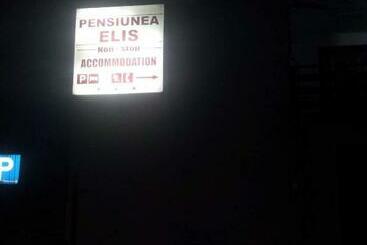 PENSIUNEA
ELIS
Non - Stop
ACCOMMODATION
P
P